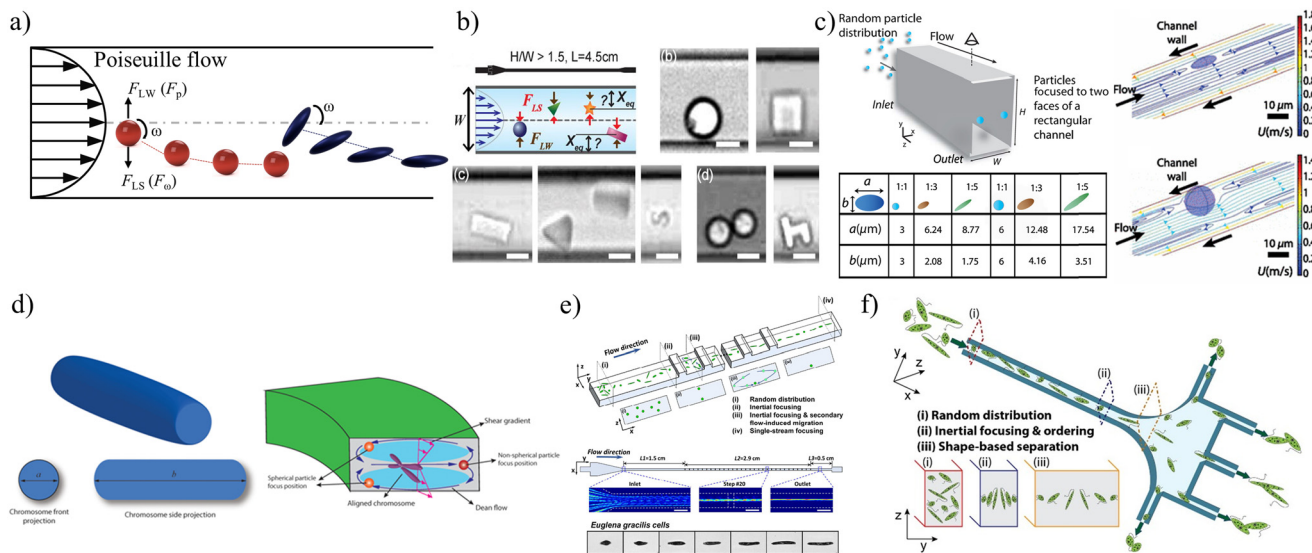 a)
Poiseuille flow
F_LW (F_p)
ω
ω
F_LS (F_ω)
b)
H/W > 1.5, L=4.5cm
W
F_LS
?
X_eq
F_LW
X_eq
?
(b)
(c)
(d)
c)
Random particle
distribution
Flow
Inlet
Particles
focused to two
faces of a
rectangular
channel
H
y
x
z
Outlet
W
a
b
1:1
1:3
1:5
1:1
1:3
1:5
a(μm)
3
6.24
8.77
6
12.48
17.54
b(μm)
3
2.08
1.75
6
4.16
3.51
Channel
wall
Flow
10 μm
U(m/s)
Channel
wall
Flow
10 μm
U(m/s)
d)
a
Chromosome front
projection
b
Chromosome side projection
Shear gradient
Spherical particle
focus position
Non-spherical particle
focus position
Aligned chromosome
Dean flow
e)
Flow direction
(i)
(ii)
(iii)
(iv)
(i) Random distribution
(ii) Inertial focusing
(iii) Inertial focusing & secondary
flow-induced migration
(iv) Single-stream focusing
Flow direction
L1=1.5 cm
L2=2.9 cm
L3=0.5 cm
Inlet
Step #20
Outlet
Euglena gracilis cells
f)
(i)
(ii)
(iii)
y
z
x
(i) Random distribution
(ii) Inertial focusing & ordering
(iii) Shape-based separation
(i)
(ii)
(iii)
z
y